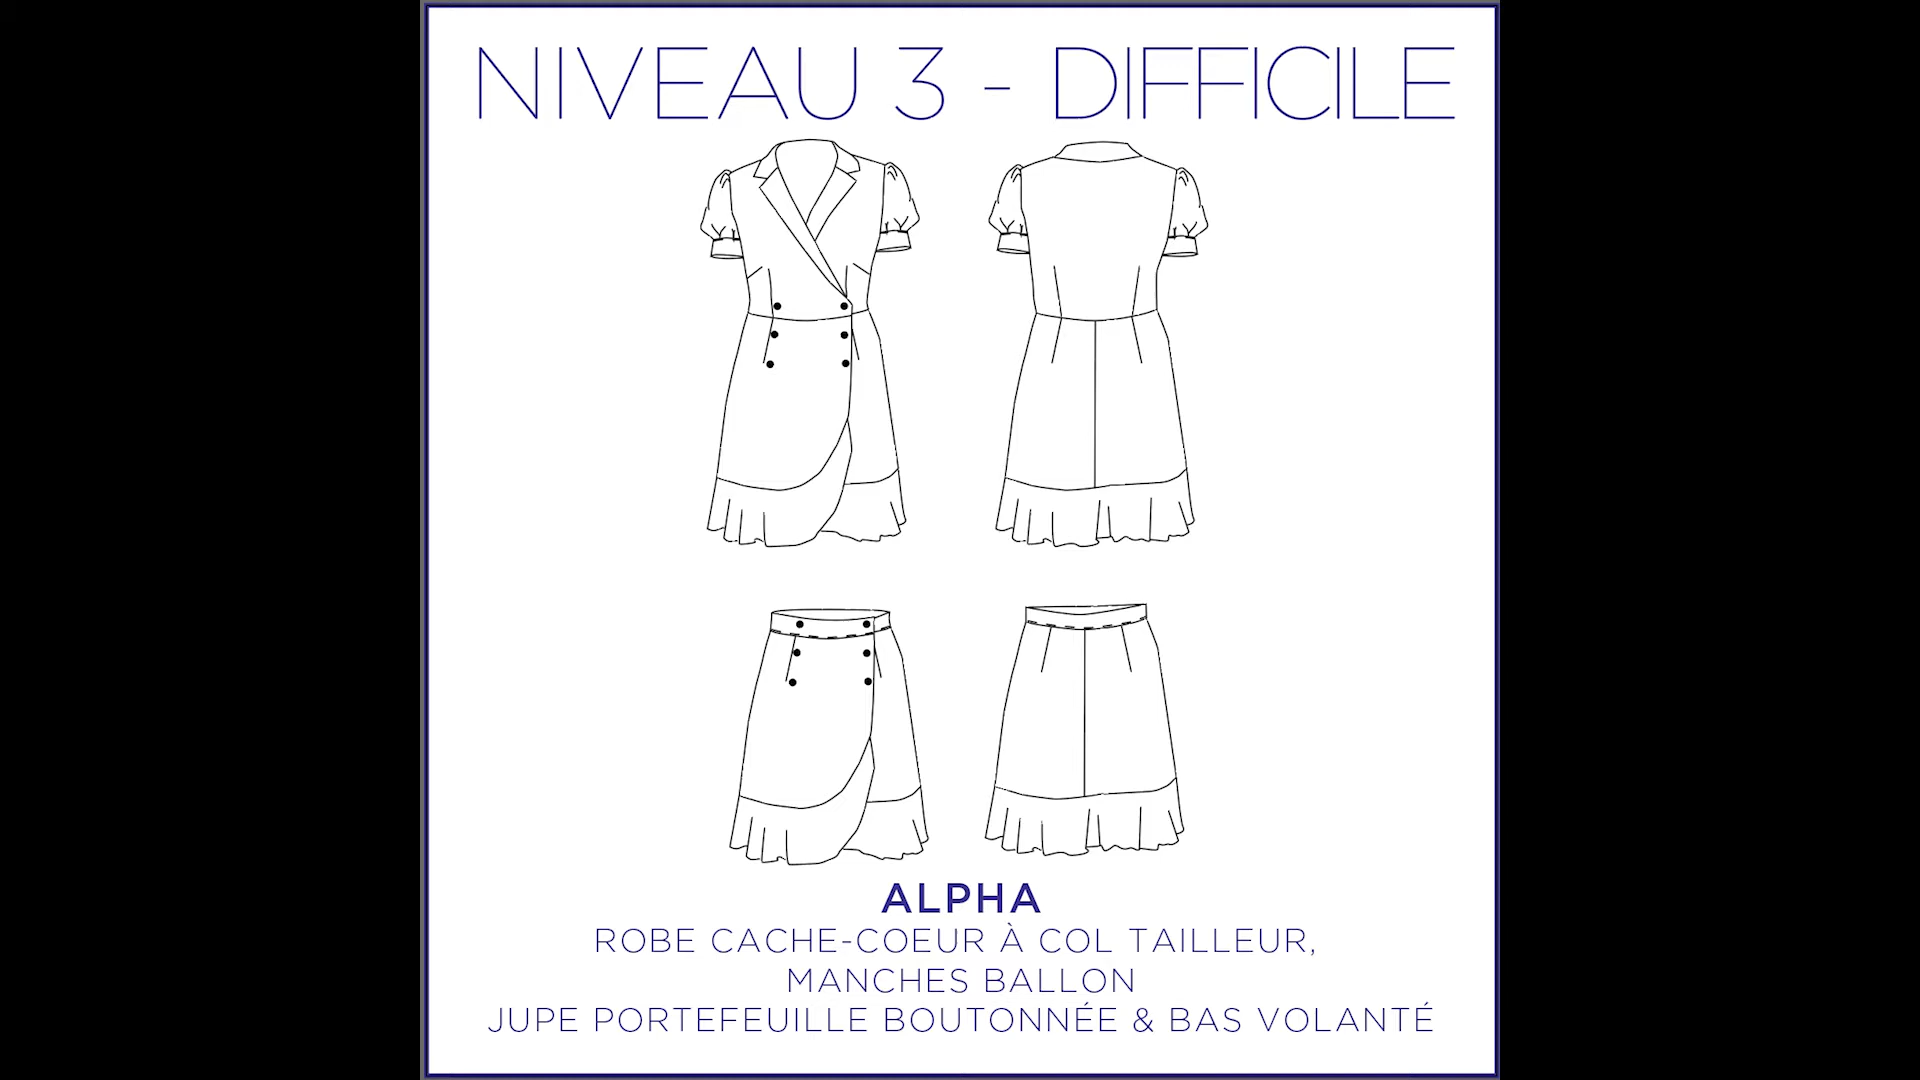 NIVEAU 3 - DIFFICILE
ALPHA
ROBE CACHE-COEUR À COL TAILLEUR,
MANCHES BALLON
JUPE PORTEFEUILLE BOUTONNÉE & BAS VOLANTÉ